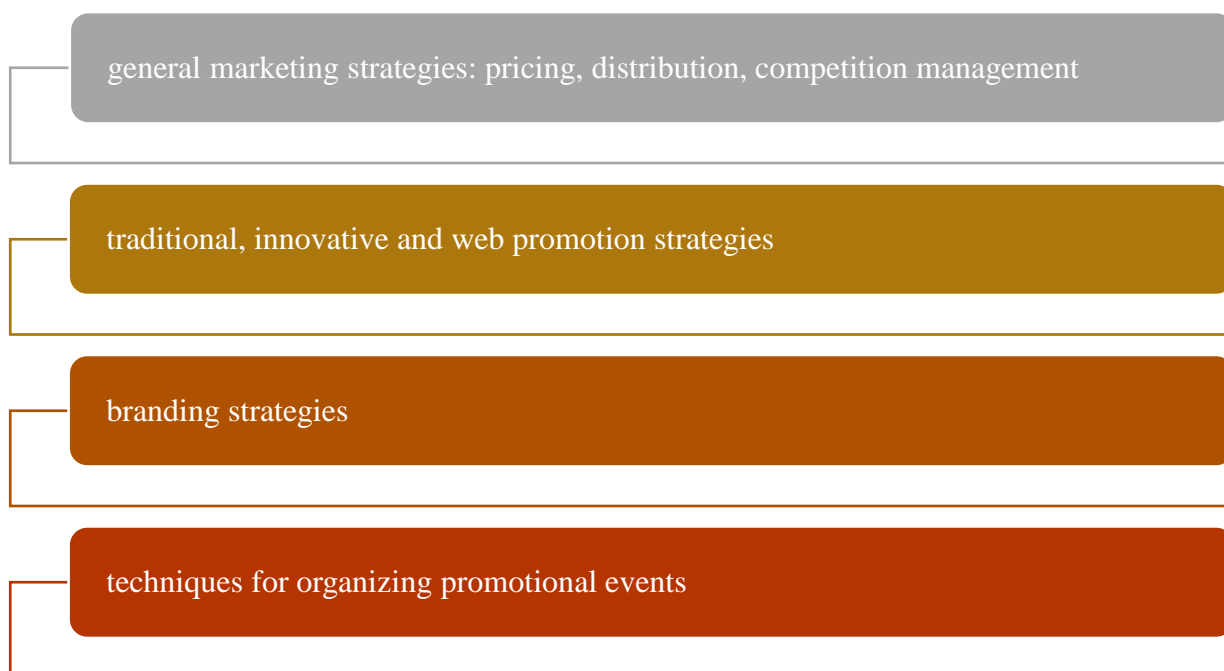 general marketing strategies: pricing, distribution, competition management
traditional, innovative and web promotion strategies
branding strategies
techniques for organizing promotional events